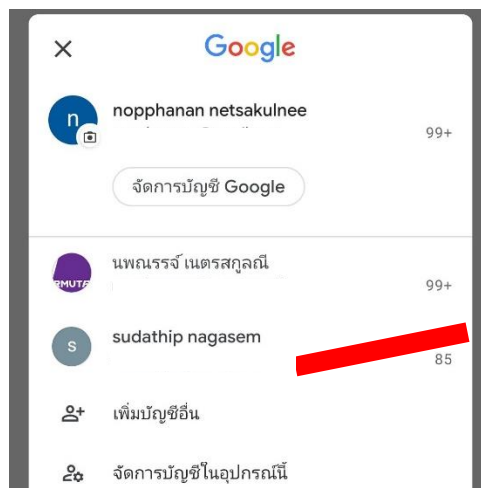 Google
n
nopphanan netsakulnee
99+
จัดการบัญชี Google
นพณรรจ์ เนตรสกูลณี
99+
s
sudathip nagasem
85
เพิ่มบัญชีอื่น
จัดการบัญชีในอุปกรณ์นี้